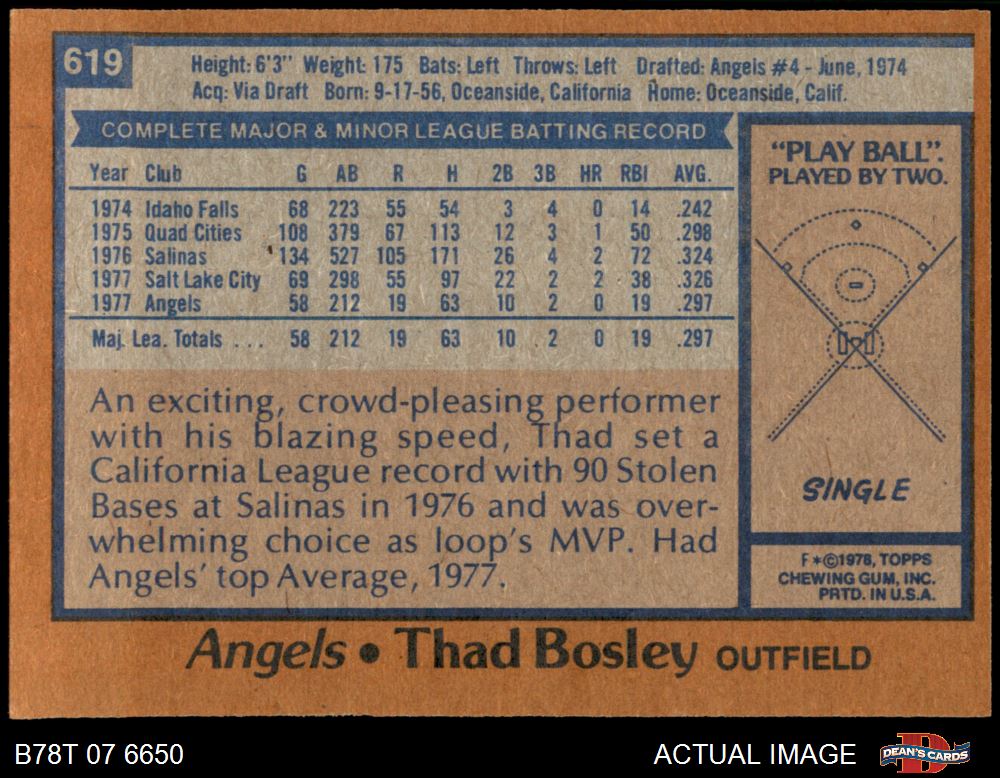 619
Height: 6'3" Weight: 175 Bats: Left Throws: Left Drafted: Angels #4 - June, 1974
Acq: Via Draft Born: 9-17-56, Oceanside, California Home: Oceanside, Calif.
COMPLETE MAJOR & MINOR LEAGUE BATTING RECORD
Year Club G AB R H 2B 3B HR RBI AVG.
1974 Idaho Falls 68 223 55 54 3 4 0 14 .242
1975 Quad Cities 108 379 67 113 12 3 1 50 .298
1976 Salinas 134 527 105 171 26 4 2 72 .324
1977 Salt Lake City 69 298 55 97 22 2 2 38 .326
1977 Angels 58 212 19 63 10 2 0 19 .297
Maj. Lea. Totals . . . 58 212 19 63 10 2 0 19 .297
An exciting, crowd-pleasing performer
with his blazing speed, Thad set a
California League record with 90 Stolen
Bases at Salinas in 1976 and was over-
whelming choice as loop's MVP. Had
Angels' top Average, 1977.
"PLAY BALL".
PLAYED BY TWO.
SINGLE
F*©1978, TOPPS
CHEWING GUM, INC.
PRTD. IN U.S.A.
Angels • Thad Bosley OUTFIELD
B78T 07 6650
ACTUAL IMAGE
DEAN'S CARDS